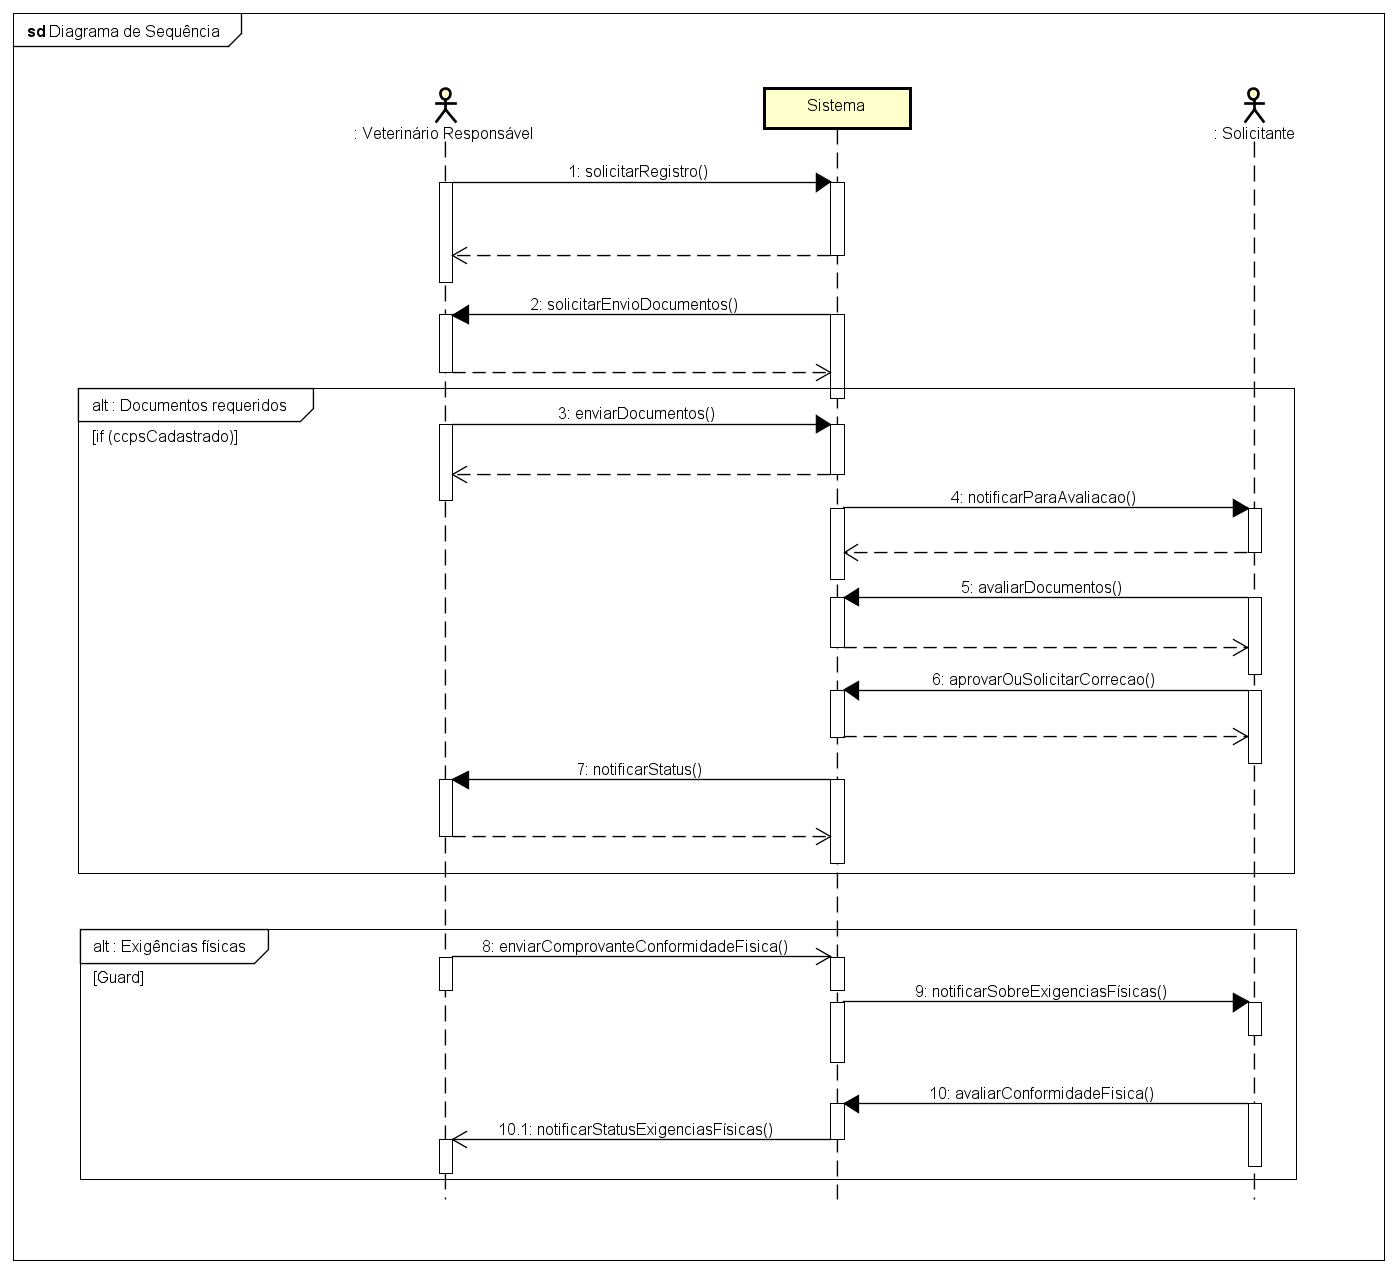 sd Diagrama de Sequência
: Veterinário Responsável
Sistema
: Solicitante
1: solicitarRegistro()
2: solicitarEnvioDocumentos()
alt : Documentos requeridos
3: enviarDocumentos()
[if (ccpsCadastrado)]
4: notificarParaAvaliacao()
5: avaliarDocumentos()
6: aprovarOuSolicitarCorrecao()
7: notificarStatus()
alt : Exigências físicas
8: enviarComprovanteConformidadeFisica()
[Guard]
9: notificarSobreExigenciasFísicas()
10: avaliarConformidadeFisica()
10.1: notificarStatusExigenciasFísicas()